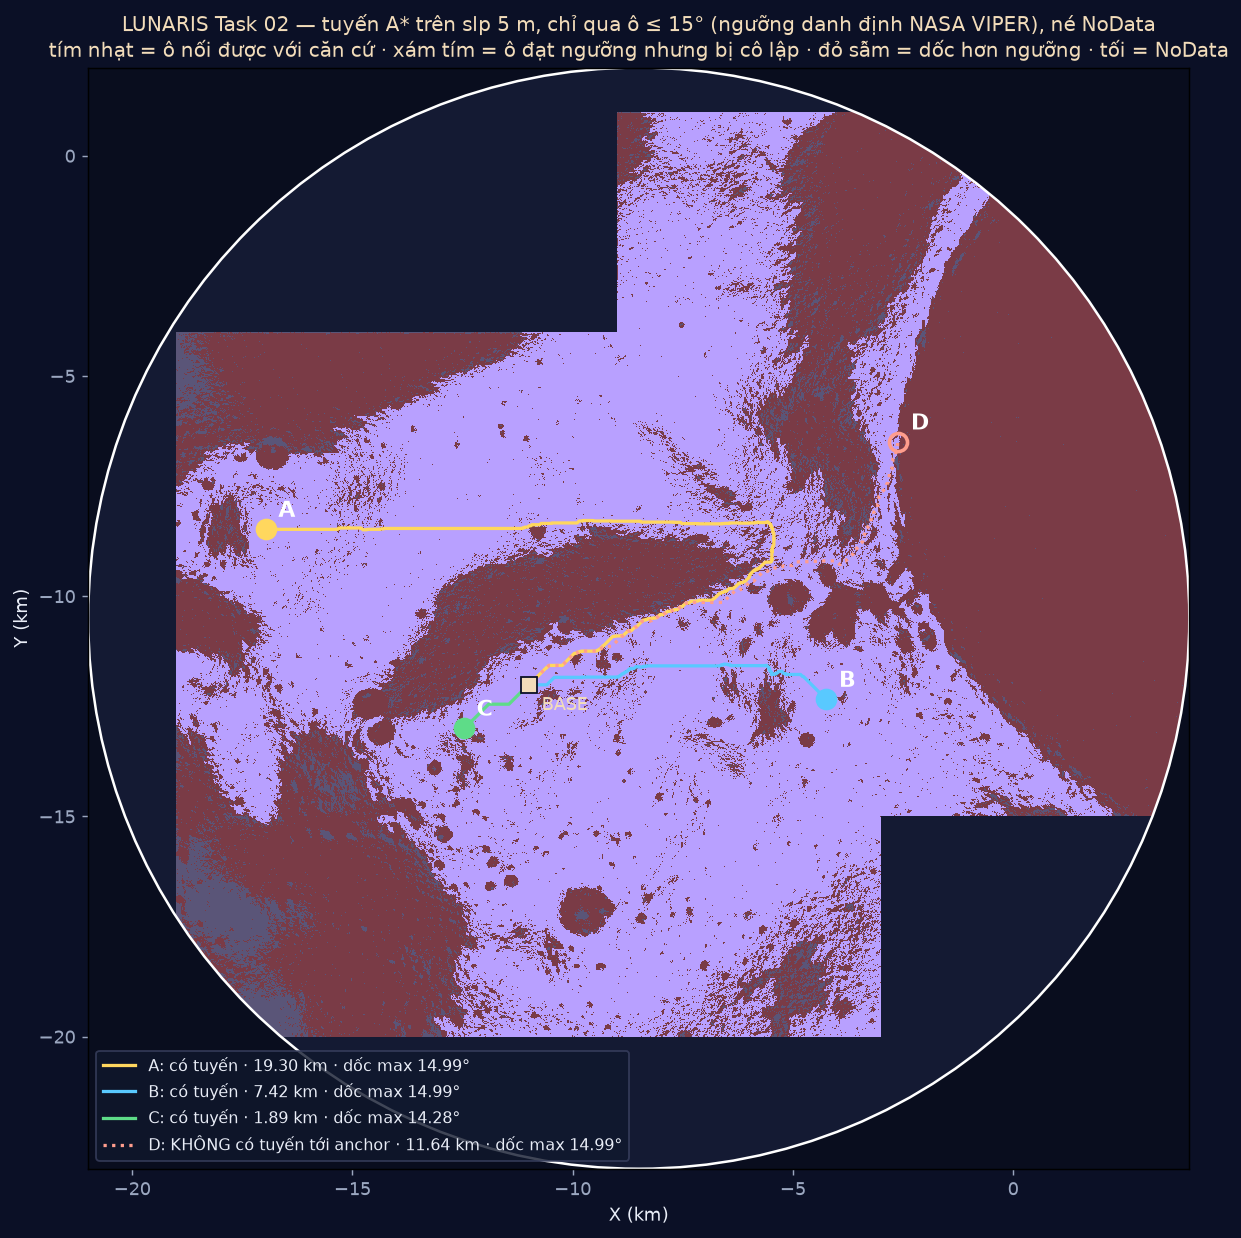 LUNARIS Task 02 — tuyến A* trên slp 5 m, chỉ qua ô ≤ 15° (ngưỡng danh định NASA VIPER), né NoData
tím nhạt = ô nối được với căn cứ · xám tím = ô đạt ngưỡng nhưng bị cô lập · đỏ sẫm = dốc hơn ngưỡng · tối = NoData
0
−5
−10
−15
−20
Y (km)
D
A
B
C
BASE
A: có tuyến · 19.30 km · dốc max 14.99°
B: có tuyến · 7.42 km · dốc max 14.99°
C: có tuyến · 1.89 km · dốc max 14.28°
D: KHÔNG có tuyến tới anchor · 11.64 km · dốc max 14.99°
−20 −15 −10 −5 0
X (km)